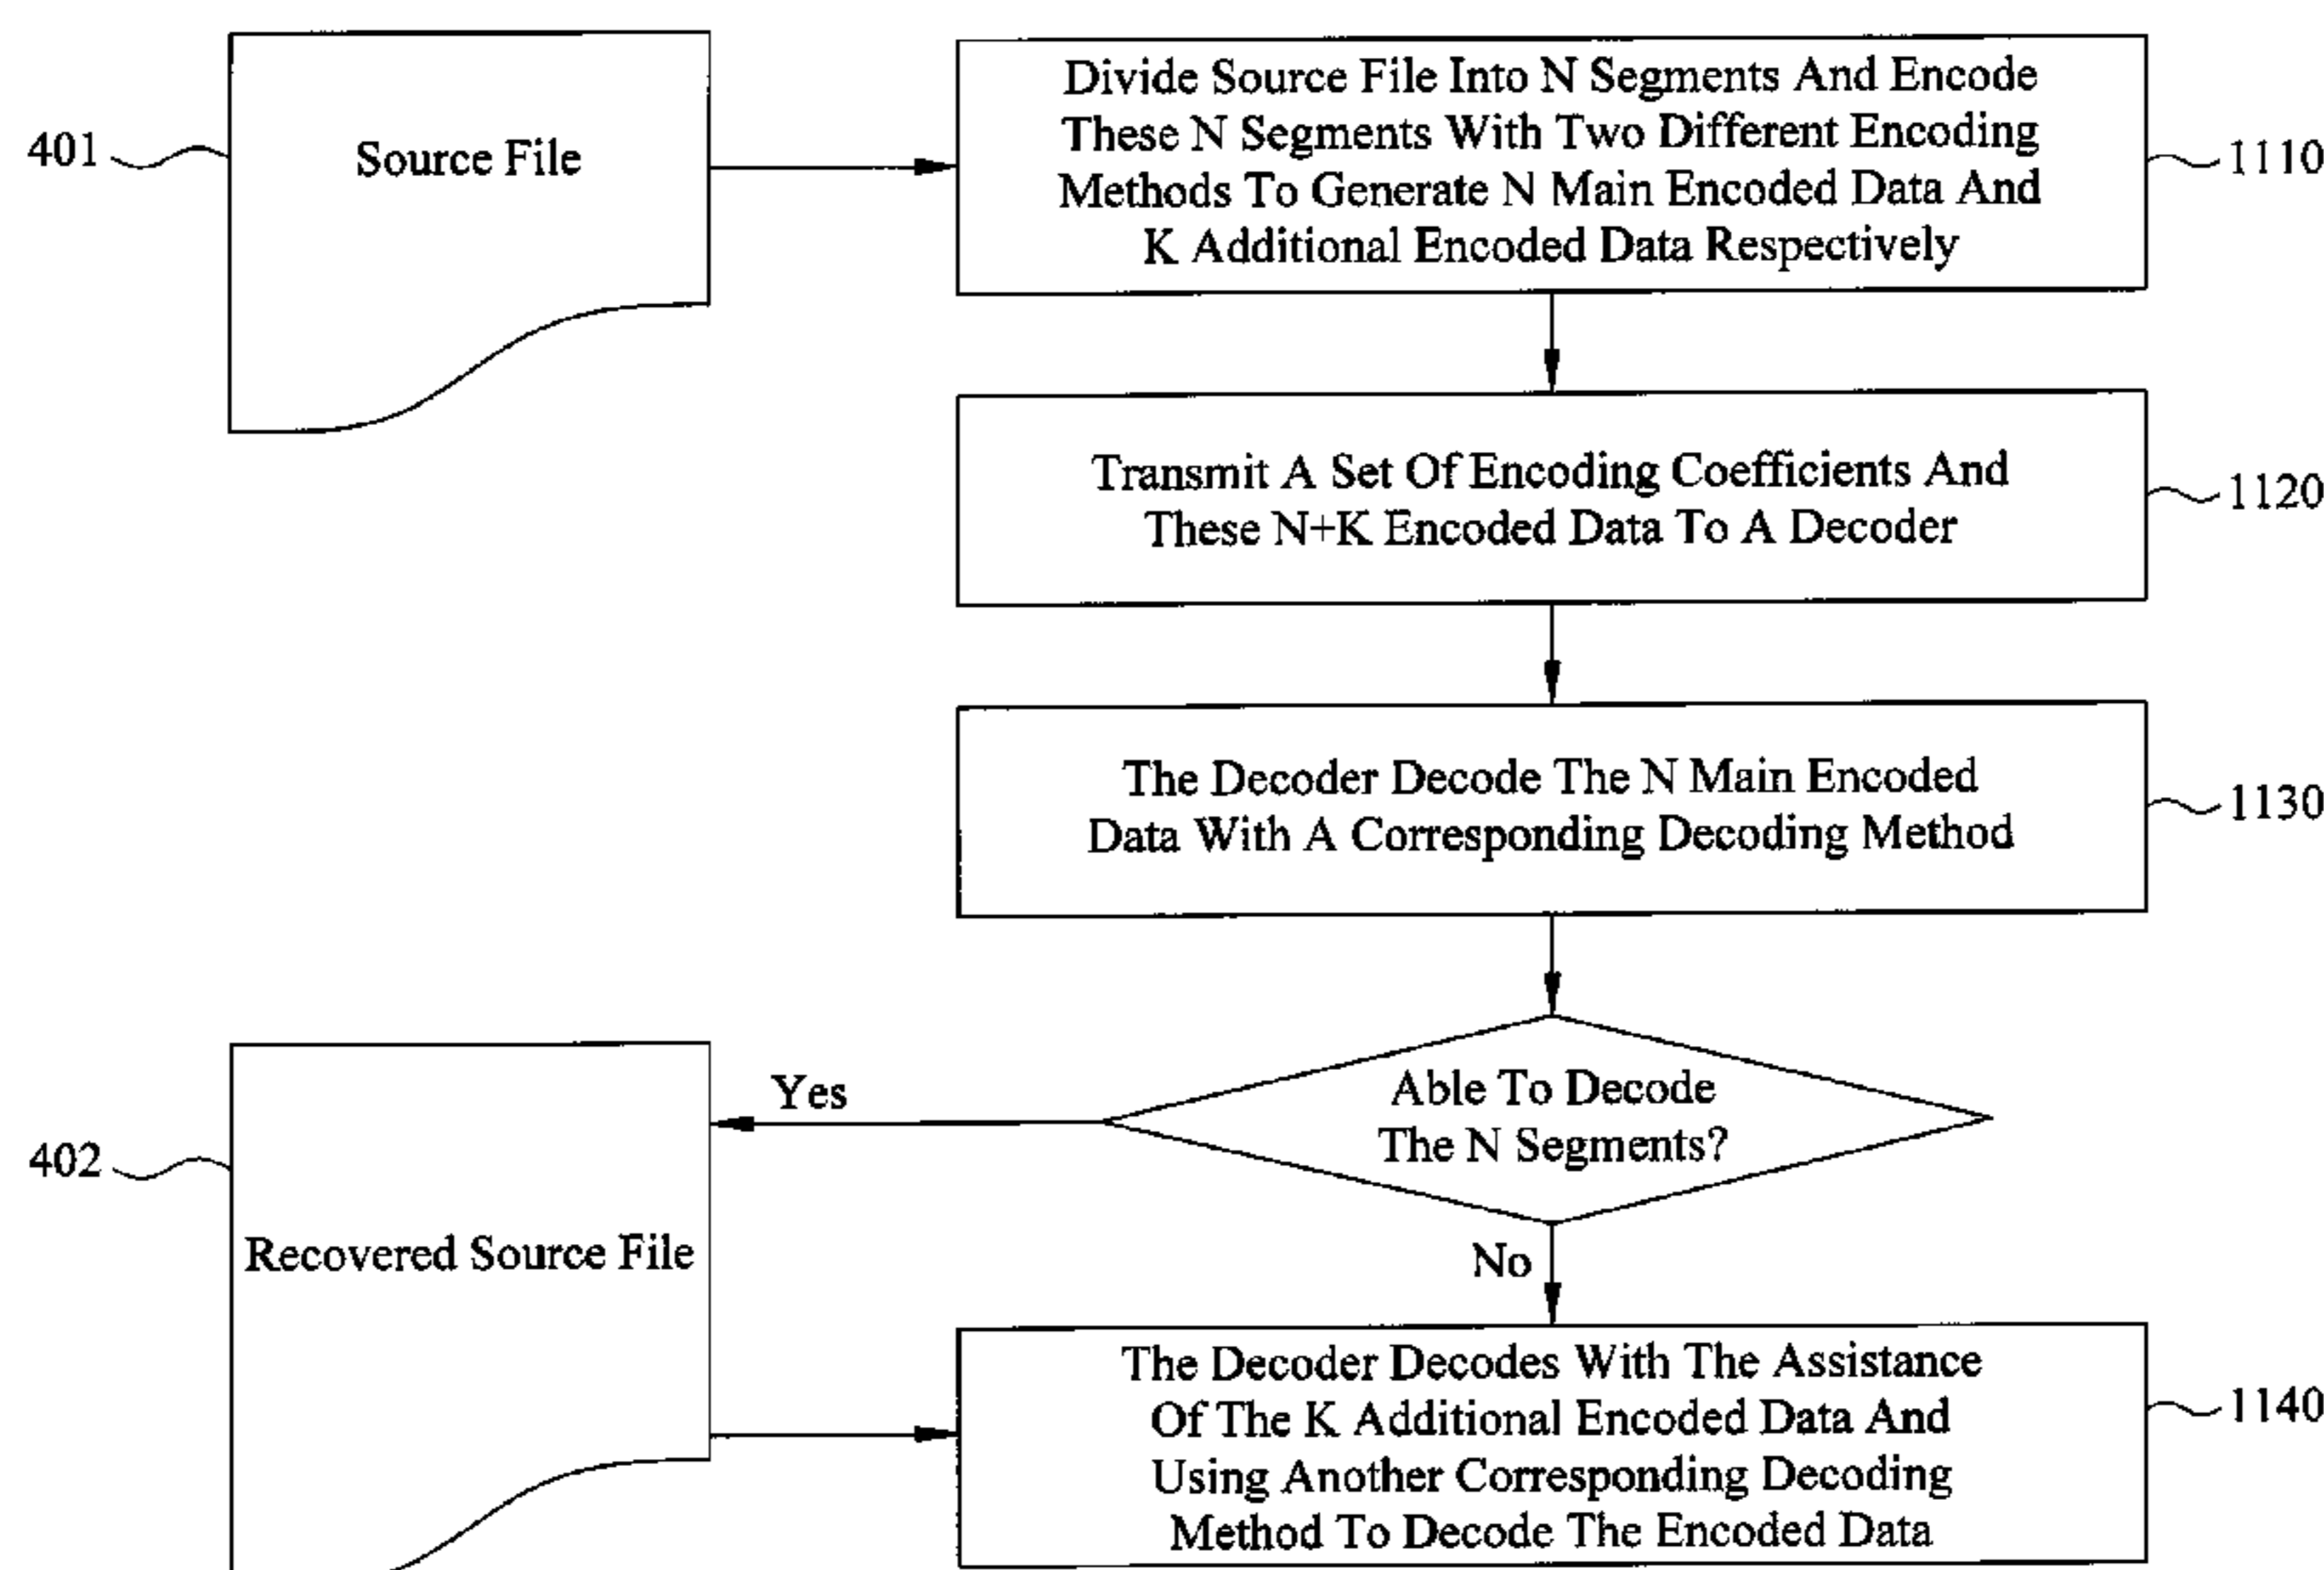 401
Source File
Divide Source File Into N Segments And Encode
These N Segments With Two Different Encoding
Methods To Generate N Main Encoded Data And
K Additional Encoded Data Respectively
1110
Transmit A Set Of Encoding Coefficients And
These N+K Encoded Data To A Decoder
1120
The Decoder Decode The N Main Encoded
Data With A Corresponding Decoding Method
1130
Able To Decode
The N Segments?
Yes
No
402
Recovered Source File
The Decoder Decodes With The Assistance
Of The K Additional Encoded Data And
Using Another Corresponding Decoding
Method To Decode The Encoded Data
1140